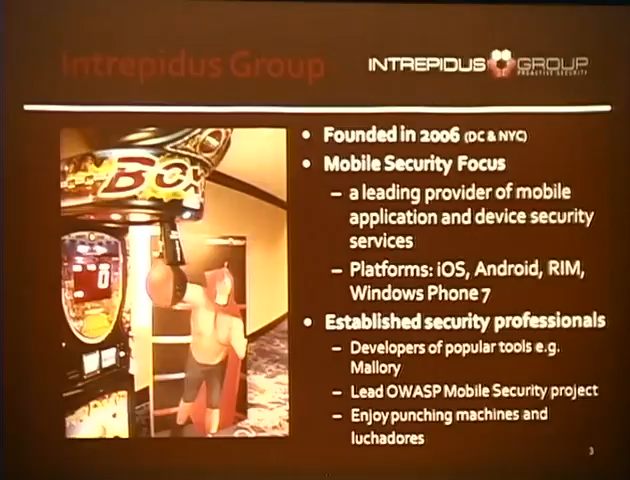 Intrepidus Group
INTREPIDUS GROUP
PROACTIVE SECURITY
BOX
• Founded in 2006 (DC & NYC)
• Mobile Security Focus
– a leading provider of mobile
application and device security
services
– Platforms: iOS, Android, RIM,
Windows Phone 7
• Established security professionals
– Developers of popular tools e.g.
Mallory
– Lead OWASP Mobile Security project
– Enjoy punching machines and
luchadores
3